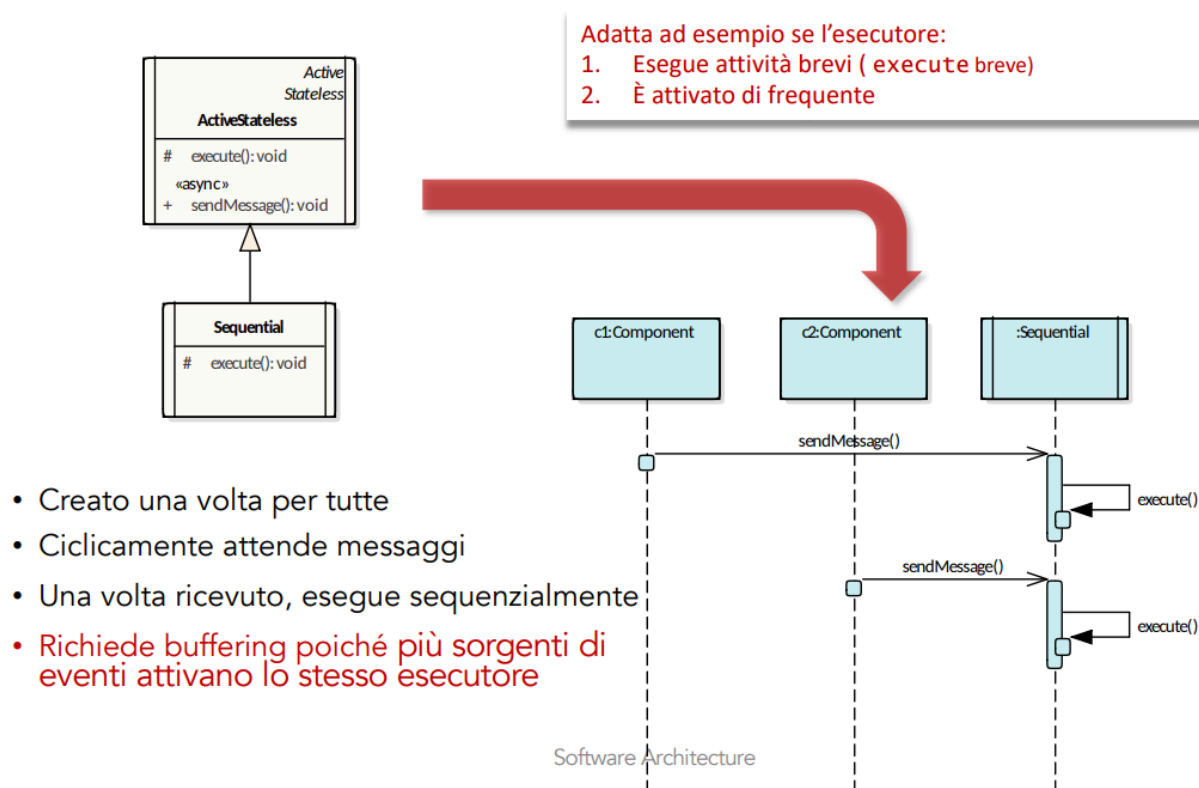 Adatta ad esempio se l’esecutore:
1. Esegue attività brevi ( execute breve)
2. È attivato di frequente
Active
Stateless
ActiveStateless
# execute(): void
«async»
+ sendMessage(): void
Sequential
# execute(): void
c1:Component
c2:Component
:Sequential
sendMessage()
execute()
sendMessage()
execute()
• Creato una volta per tutte
• Ciclicamente attende messaggi
• Una volta ricevuto, esegue sequenzialmente
• Richiede buffering poiché più sorgenti di
eventi attivano lo stesso esecutore
Software Architecture